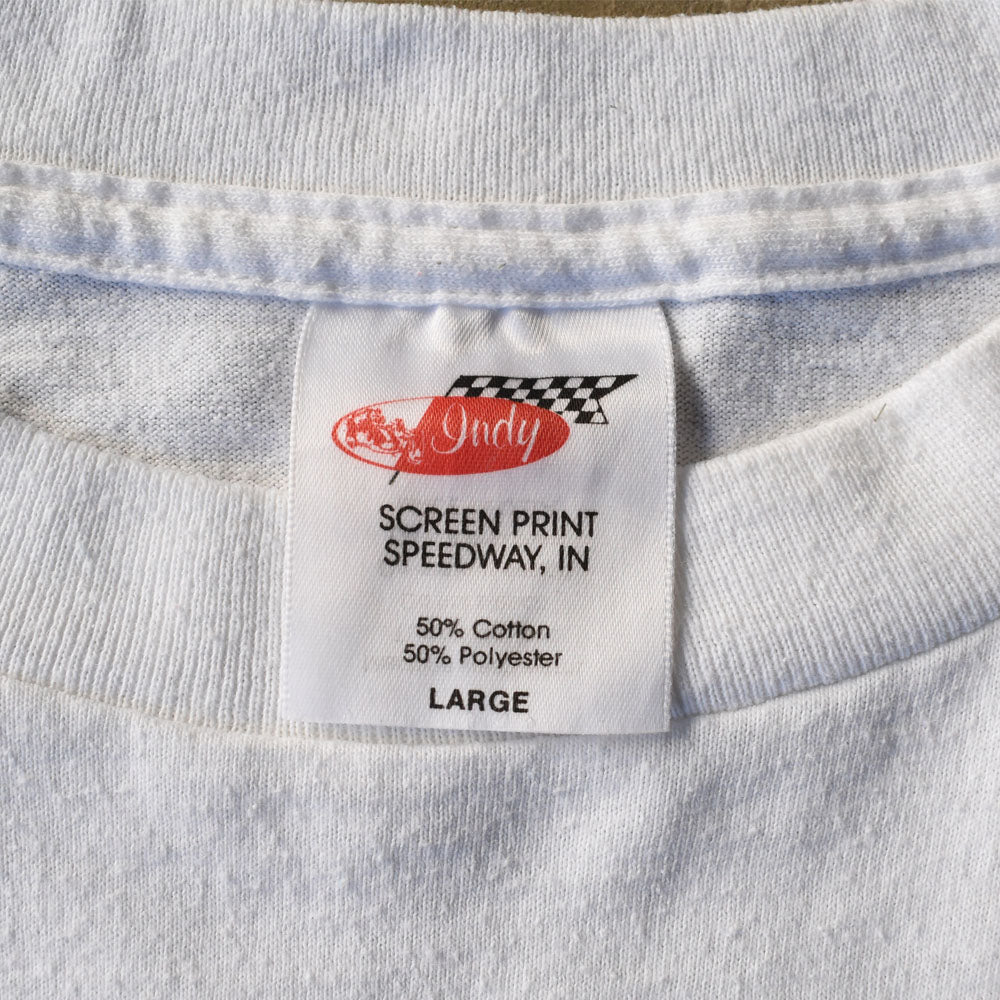 Indy
SCREEN PRINT
SPEEDWAY, IN
50% Cotton
50% Polyester
LARGE